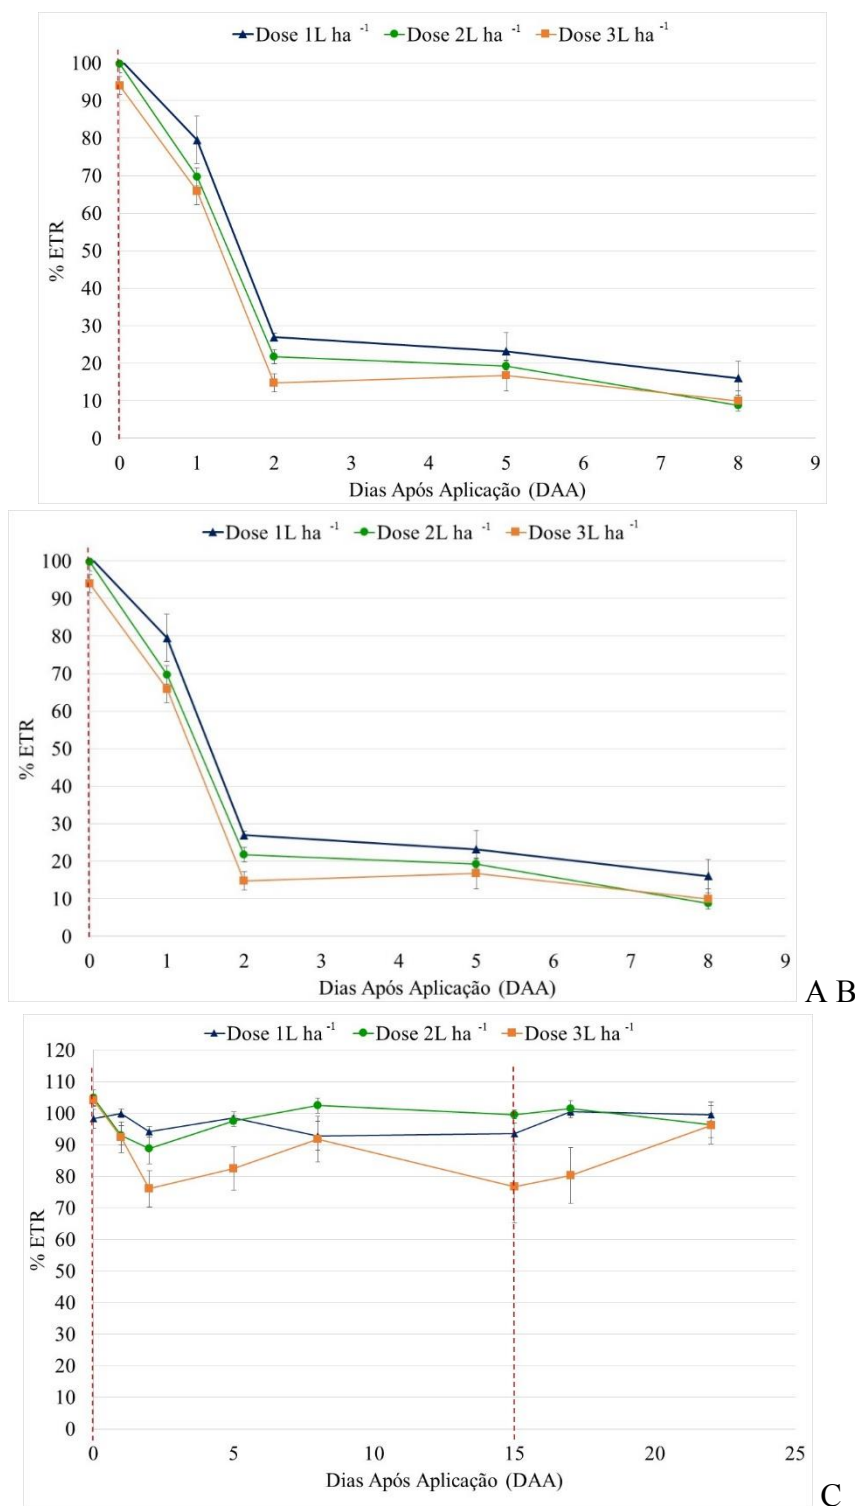 Dose 1L ha -1 Dose 2L ha -1 Dose 3L ha -1
100
90
80
70
60
50
40
30
20
10
0
% ETR
0 1 2 3 4 5 6 7 8 9
Dias Após Aplicação (DAA)
Dose 1L ha -1 Dose 2L ha -1 Dose 3L ha -1
100
90
80
70
60
50
40
30
20
10
0
% ETR
0 1 2 3 4 5 6 7 8 9
Dias Após Aplicação (DAA)
A B
Dose 1L ha -1 Dose 2L ha -1 Dose 3L ha -1
120
110
100
90
80
70
60
50
40
30
20
10
0
% ETR
0 5 10 15 20 25
Dias Após Aplicação (DAA)
C